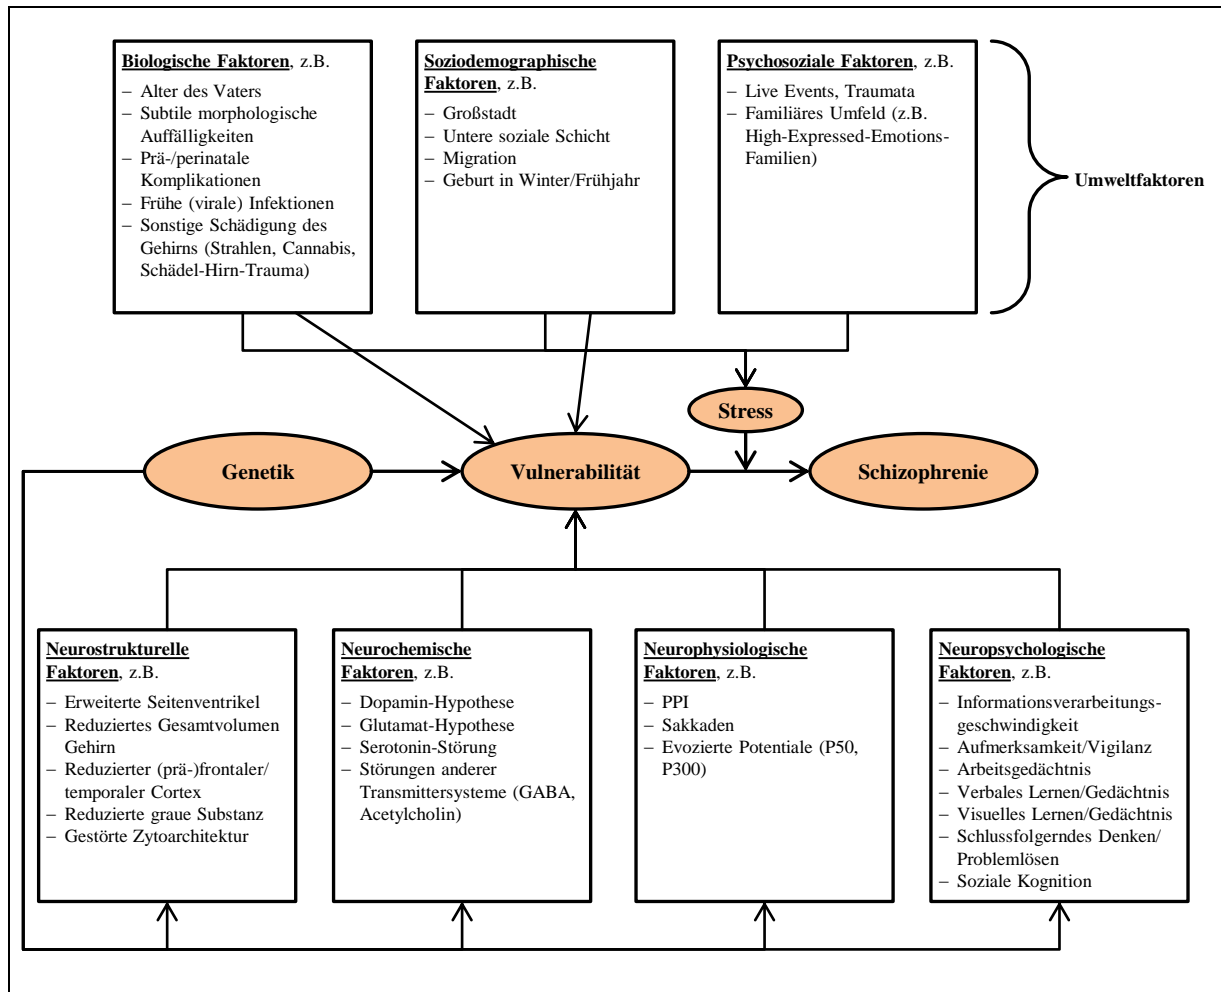 Biologische Faktoren, z.B.
– Alter des Vaters
– Subtile morphologische
Auffälligkeiten
– Prä-/perinatale
Komplikationen
– Frühe (virale) Infektionen
– Sonstige Schädigung des
Gehirns (Strahlen, Cannabis,
Schädel-Hirn-Trauma)
Soziodemographische
Faktoren, z.B.
– Großstadt
– Untere soziale Schicht
– Migration
– Geburt in Winter/Frühjahr
Psychosoziale Faktoren, z.B.
– Live Events, Traumata
– Familiäres Umfeld (z.B.
High-Expressed-Emotions-
Familien)
Umweltfaktoren
Stress
Genetik
Vulnerabilität
Schizophrenie
Neurostrukturelle
Faktoren, z.B.
– Erweiterte Seitenventrikel
– Reduziertes Gesamtvolumen
Gehirn
– Reduzierter (prä-)frontaler/
temporaler Cortex
– Reduzierte graue Substanz
– Gestörte Zytoarchitektur
Neurochemische
Faktoren, z.B.
– Dopamin-Hypothese
– Glutamat-Hypothese
– Serotonin-Störung
– Störungen anderer
Transmittersysteme (GABA,
Acetylcholin)
Neurophysiologische
Faktoren, z.B.
– PPI
– Sakkaden
– Evozierte Potentiale (P50,
P300)
Neuropsychologische
Faktoren, z.B.
– Informationsverarbeitungs-
geschwindigkeit
– Aufmerksamkeit/Vigilanz
– Arbeitsgedächtnis
– Verbales Lernen/Gedächtnis
– Visuelles Lernen/Gedächtnis
– Schlussfolgerndes Denken/
Problemlösen
– Soziale Kognition